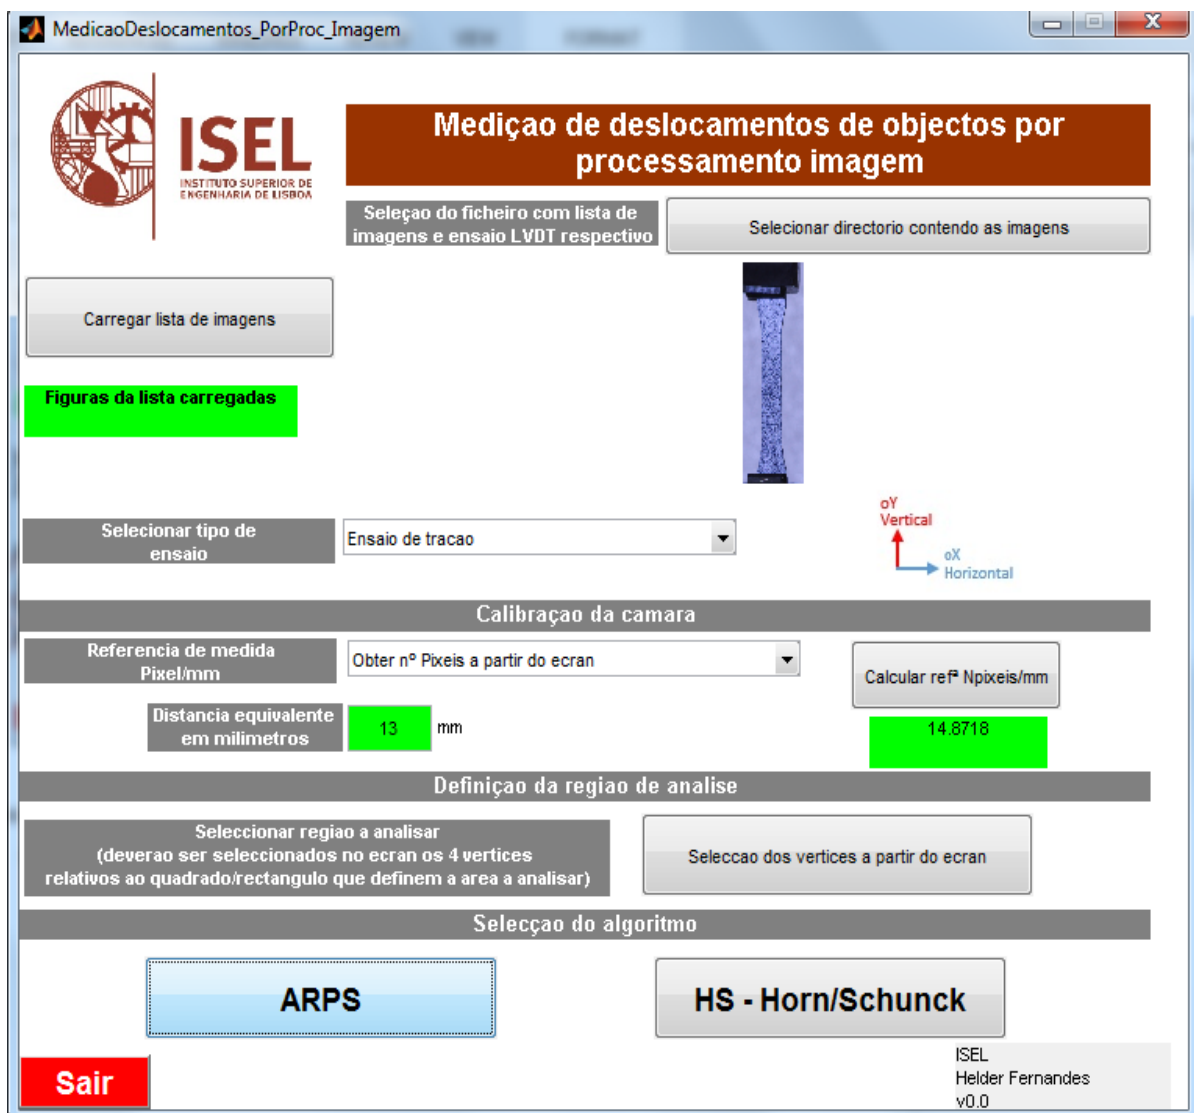 MedicaoDeslocamentos_PorProc_Imagem
ISEL
INSTITUTO SUPERIOR DE
ENGENHARIA DE LISBOA
Mediçao de deslocamentos de objectos por
processamento imagem
Seleçao do ficheiro com lista de
imagens e ensaio LVDT respectivo
Selecionar directorio contendo as imagens
Carregar lista de imagens
Figuras da lista carregadas
Selecionar tipo de
ensaio
Ensaio de tracao
oY
Vertical
oX
Horizontal
Calibraçao da camara
Referencia de medida
Pixel/mm
Obter nº Pixeis a partir do ecran
Calcular refª Npixeis/mm
Distancia equivalente
em milimetros
13 mm
14.8718
Definiçao da regiao de analise
Seleccionar regiao a analisar
(deverao ser seleccionados no ecran os 4 vertices
relativos ao quadrado/rectangulo que definem a area a analisar)
Seleccao dos vertices a partir do ecran
Selecçao do algoritmo
ARPS
HS - Horn/Schunck
Sair
ISEL
Helder Fernandes
v0.0